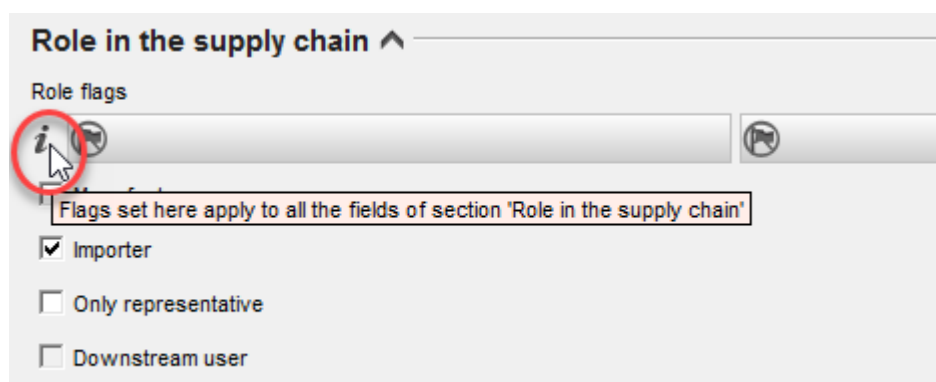 Role in the supply chain
Role flags
i
Flags set here apply to all the fields of section 'Role in the supply chain'
Importer
Only representative
Downstream user